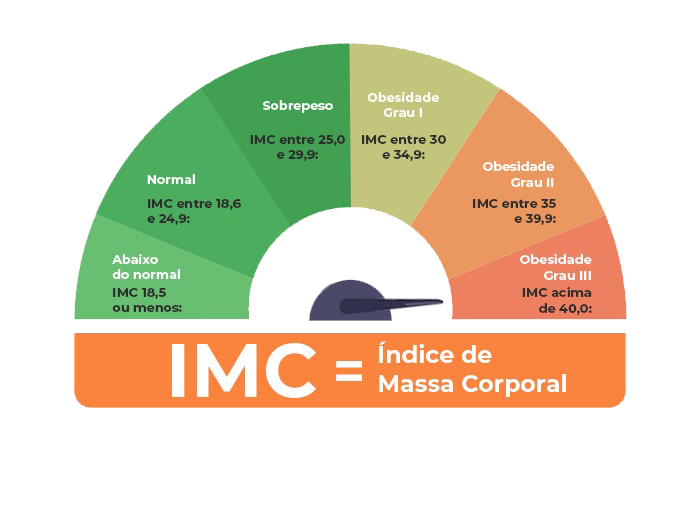 Sobrepeso
IMC entre 25,0
e 29,9:
Obesidade
Grau I
IMC entre 30
e 34,9:
Normal
IMC entre 18,6
e 24,9:
Obesidade
Grau II
IMC entre 35
e 39,9:
Abaixo
do normal
IMC 18,5
ou menos:
Obesidade
Grau III
IMC acima
de 40,0:
IMC = Índice de
Massa Corporal